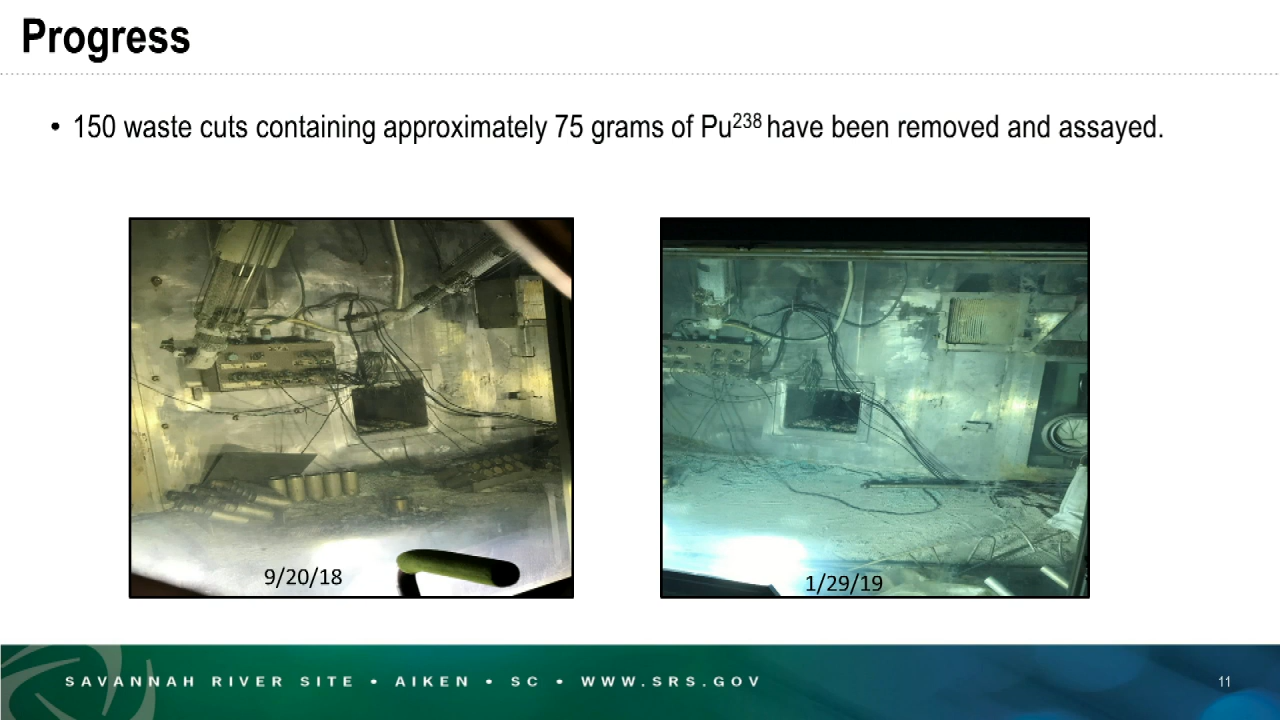 Progress
• 150 waste cuts containing approximately 75 grams of Pu²³⁸ have been removed and assayed.
9/20/18
1/29/19
SAVANNAH RIVER SITE • AIKEN • SC • WWW.SRS.GOV
11